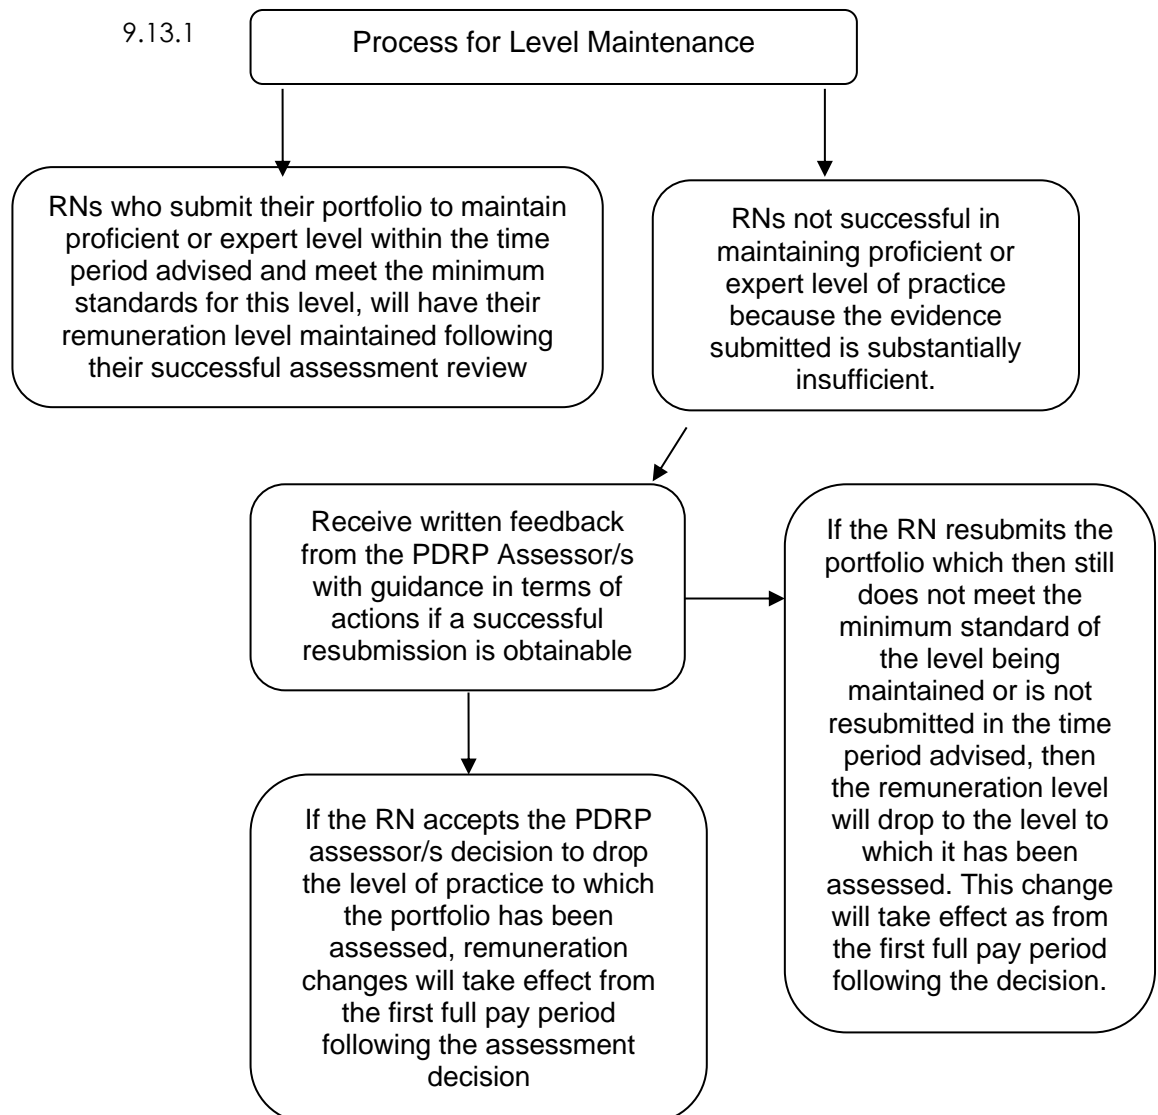 9.13.1
Process for Level Maintenance
RNs who submit their portfolio to maintain
proficient or expert level within the time
period advised and meet the minimum
standards for this level, will have their
remuneration level maintained following
their successful assessment review
RNs not successful in
maintaining proficient or
expert level of practice
because the evidence
submitted is substantially
insufficient.
Receive written feedback
from the PDRP Assessor/s
with guidance in terms of
actions if a successful
resubmission is obtainable
If the RN resubmits the
portfolio which then still
does not meet the
minimum standard of
the level being
maintained or is not
resubmitted in the time
period advised, then
the remuneration level
will drop to the level to
which it has been
assessed. This change
will take effect as from
the first full pay period
following the decision.
If the RN accepts the PDRP
assessor/s decision to drop
the level of practice to which
the portfolio has been
assessed, remuneration
changes will take effect from
the first full pay period
following the assessment
decision